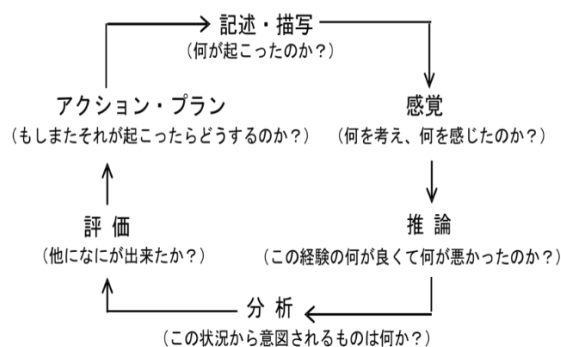 記述・描写
(何が起こったのか？)
感覚
(何を考え、何を感じたのか？)
推論
(この経験の何が良くて何が悪かったのか？)
分析
(この状況から意図されるものは何か？)
評価
(他になにが出来たか？)
アクション・プラン
(もしまたそれが起こったらどうするのか？)